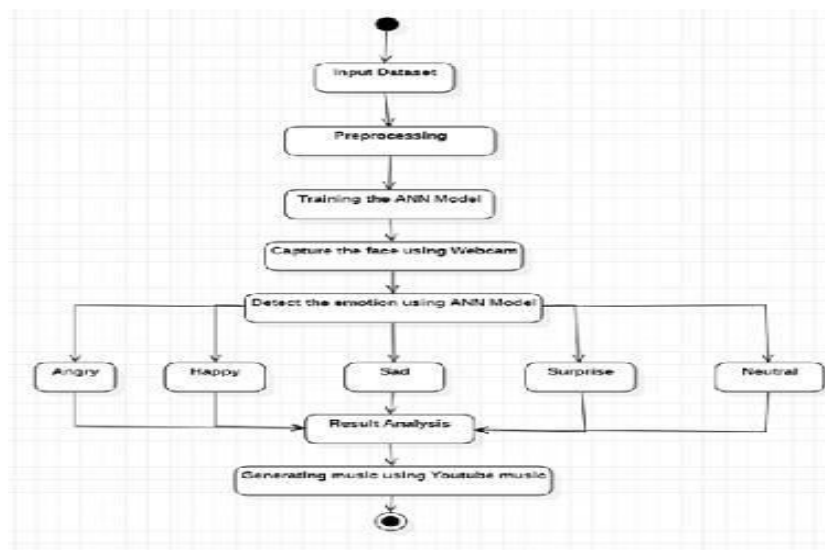 Input Dataset
Preprocessing
Training the ANN Model
Capture the face using Webcam
Detect the emotion using ANN Model
Angry
Happy
Sad
Surprise
Neutral
Result Analysis
Generating music using Youtube music